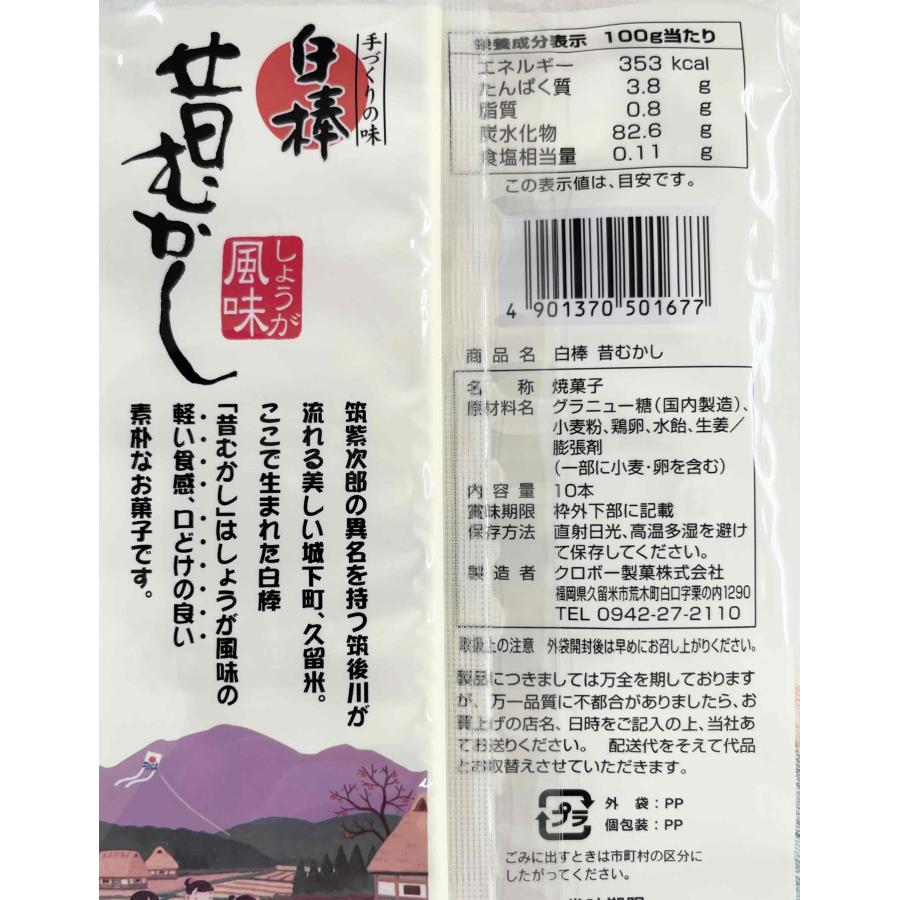 手づくりの味
白棒
昔むかし
しょうが
風味
筑紫次郎の異名を持つ筑後川が
流れる美しい城下町、久留米。
ここで生まれた白棒
「昔むかし」はしょうが風味の
軽い食感、口どけの良い
素朴なお菓子です。
栄養成分表示 100g当たり
エネルギー 353 kcal
たんぱく質 3.8 g
脂質 0.8 g
炭水化物 82.6 g
食塩相当量 0.11 g
この表示値は、目安です。
4 901370 501677
商品名 白棒 昔むかし
名称 焼菓子
原材料名 グラニュー糖(国内製造)、
小麦粉、鶏卵、水飴、生姜/
膨張剤
(一部に小麦・卵を含む)
内容量 10本
賞味期限 枠外下部に記載
保存方法 直射日光、高温多湿を避け
て保存してください。
製造者 クロボー製菓株式会社
福岡県久留米市荒木町白口字栗の内1290
TEL 0942-27-2110
取扱上の注意 外袋開封後は早めにお召し上がりください。
製品につきましては万全を期しております
が、万一品質に不都合がありましたら、お
買上げの店名、日時をご記入の上、当社あ
てお送りください。 配送代をそえて代品
とお取替えさせていただきます。
プラ
外袋:PP
個包装:PP
ごみに出すときは市町村の区分に
したがってください。